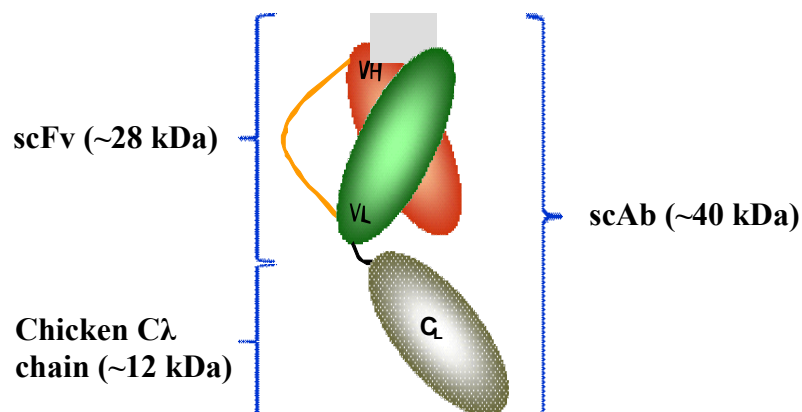 VH
scFv (~28 kDa)
VL
scAb (~40 kDa)
Chicken Cλ
chain (~12 kDa)
CL